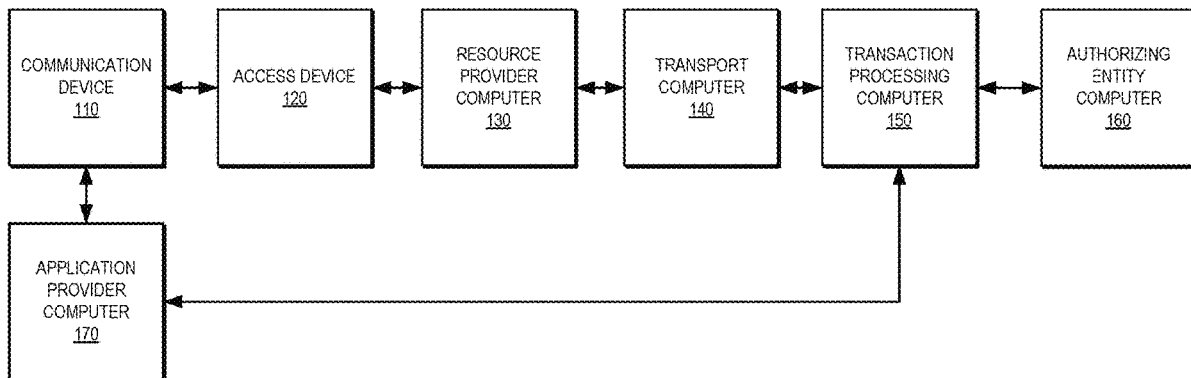 COMMUNICATION
DEVICE
110
ACCESS DEVICE
120
RESOURCE
PROVIDER
COMPUTER
130
TRANSPORT
COMPUTER
140
TRANSACTION
PROCESSING
COMPUTER
150
AUTHORIZING
ENTITY
COMPUTER
160
APPLICATION
PROVIDER
COMPUTER
170